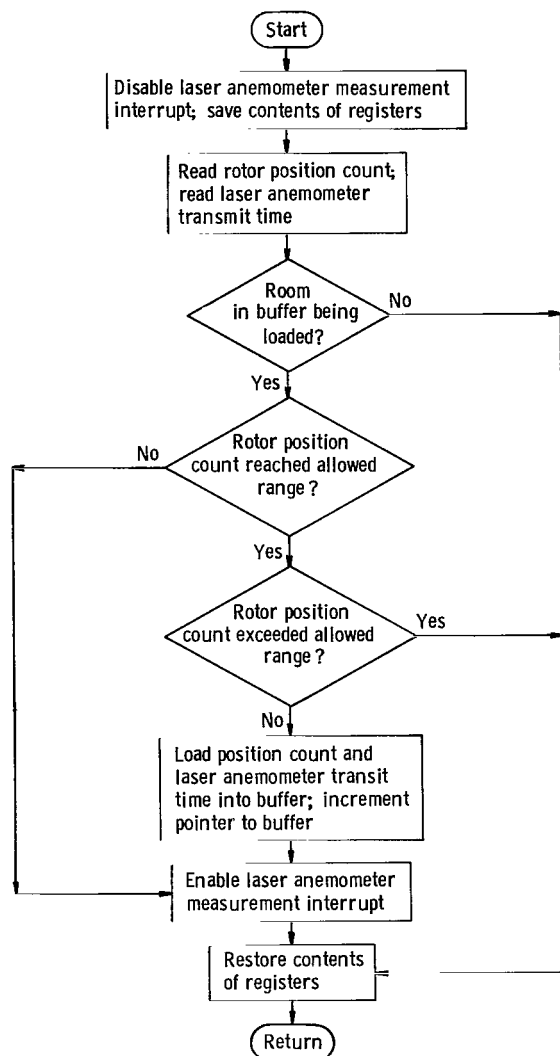 Start
Disable laser anemometer measurement
interrupt; save contents of registers
Read rotor position count;
read laser anemometer
transmit time
Room
in buffer being
loaded?
No
Yes
Rotor position
count reached allowed
range?
No
Yes
Rotor position
count exceeded allowed
range?
Yes
No
Load position count and
laser anemometer transit
time into buffer; increment
pointer to buffer
Enable laser anemometer
measurement interrupt
Restore contents
of registers
Return